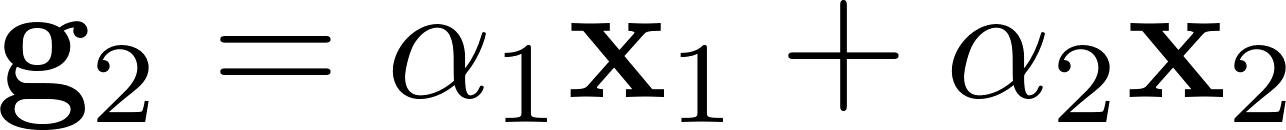 𝐠₂ = α₁𝐱₁ + α₂𝐱₂